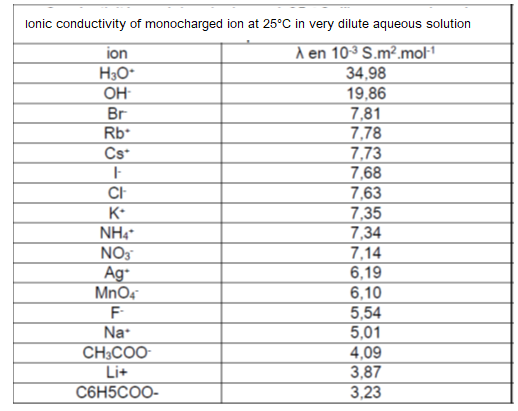 Ionic conductivity of monocharged ion at 25°C in very dilute aqueous solution
ion λ en 10⁻³ S.m².mol⁻¹
H₃O⁺ 34,98
OH⁻ 19,86
Br⁻ 7,81
Rb⁺ 7,78
Cs⁺ 7,73
I⁻ 7,68
Cl⁻ 7,63
K⁺ 7,35
NH₄⁺ 7,34
NO₃⁻ 7,14
Ag⁺ 6,19
MnO₄⁻ 6,10
F⁻ 5,54
Na⁺ 5,01
CH₃COO⁻ 4,09
Li+ 3,87
C6H5COO- 3,23